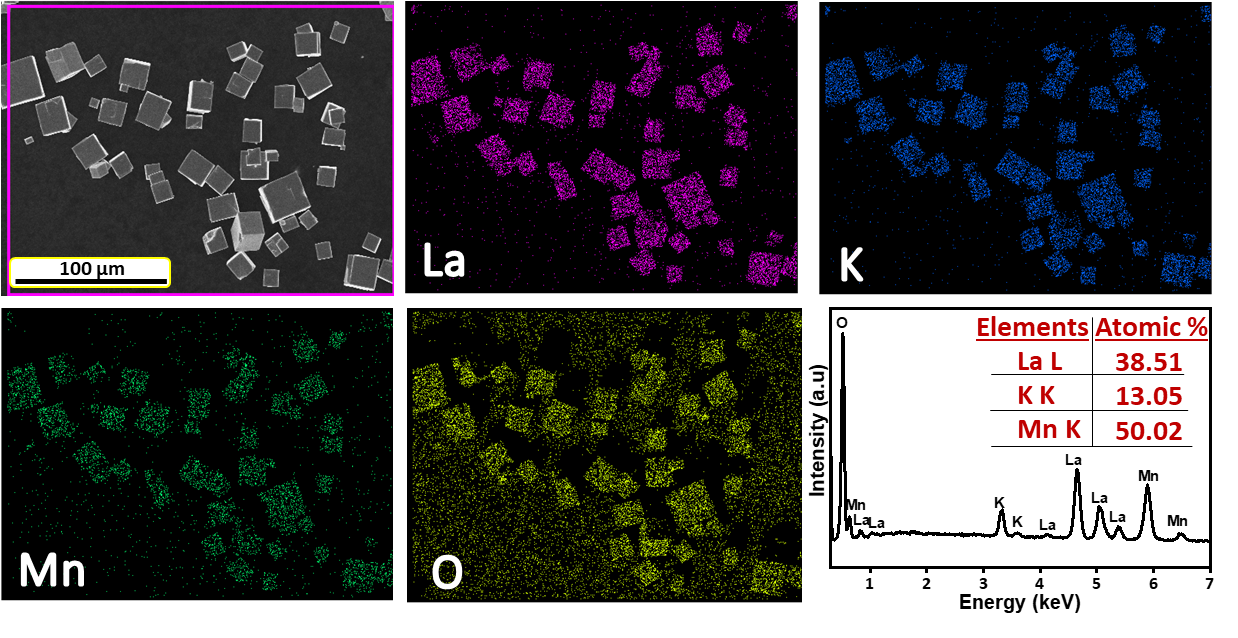 100 µm
La
K
Mn
O
Elements Atomic %
La L 38.51
K K 13.05
Mn K 50.02
O
Mn
La
La
K
K
La
La
La
La
Mn
Mn
Intensity (a.u)
1 2 3 4 5 6 7
Energy (keV)